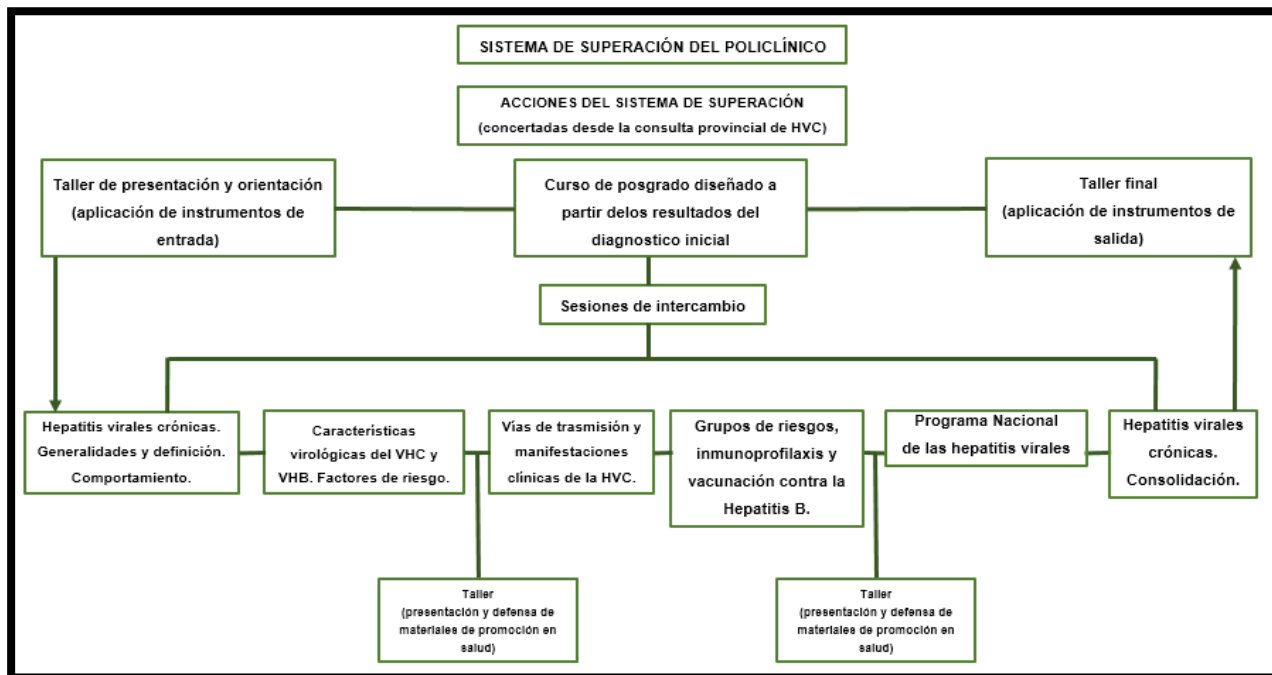 SISTEMA DE SUPERACIÓN DEL POLICLÍNICO
ACCIONES DEL SISTEMA DE SUPERACIÓN
(concertadas desde la consulta provincial de HVC)
Taller de presentación y orientación
(aplicación de instrumentos de
entrada)
Curso de posgrado diseñado a
partir delos resultados del
diagnostico inicial
Taller final
(aplicación de instrumentos de
salida)
Sesiones de intercambio
Hepatitis virales crónicas.
Generalidades y definición.
Comportamiento.
Características
virológicas del VHC y
VHB. Factores de riesgo.
Vías de trasmisión y
manifestaciones
clínicas de la HVC.
Grupos de riesgos,
inmunoprofilaxis y
vacunación contra la
Hepatitis B.
Programa Nacional
de las hepatitis virales
Hepatitis virales
crónicas.
Consolidación.
Taller
(presentación y defensa de
materiales de promoción en
salud)
Taller
(presentación y defensa de
materiales de promoción en
salud)